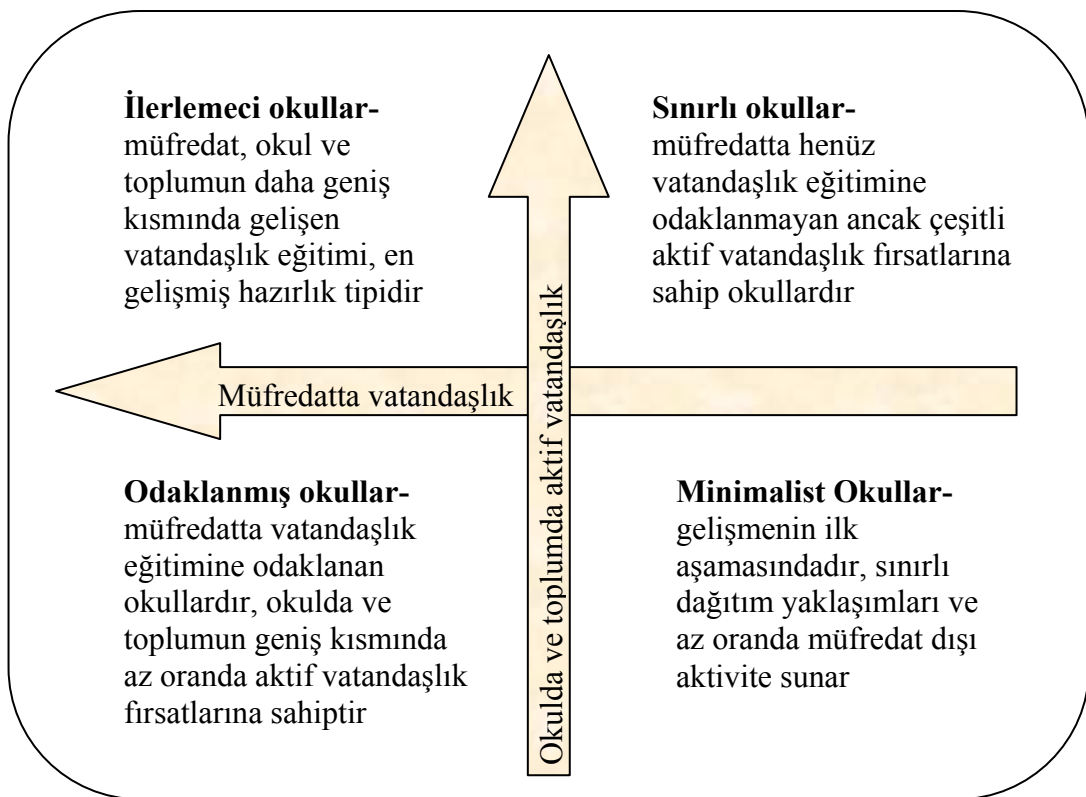 İlerlemeci okullar-
müfredat, okul ve
toplumun daha geniş
kısmında gelişen
vatandaşlık eğitimi, en
gelişmiş hazırlık tipidir
Sınırlı okullar-
müfredatta henüz
vatandaşlık eğitimine
odaklanmayan ancak çeşitli
aktif vatandaşlık fırsatlarına
sahip okullardır
Müfredatta vatandaşlık
Okulda ve toplumda aktif vatandaşlık
Odaklanmış okullar-
müfredatta vatandaşlık
eğitimine odaklanan
okullardır, okulda ve
toplumun geniş kısmında
az oranda aktif vatandaşlık
fırsatlarına sahiptir
Minimalist Okullar-
gelişmenin ilk
aşamasındadır, sınırlı
dağıtım yaklaşımları ve
az oranda müfredat dışı
aktivite sunar